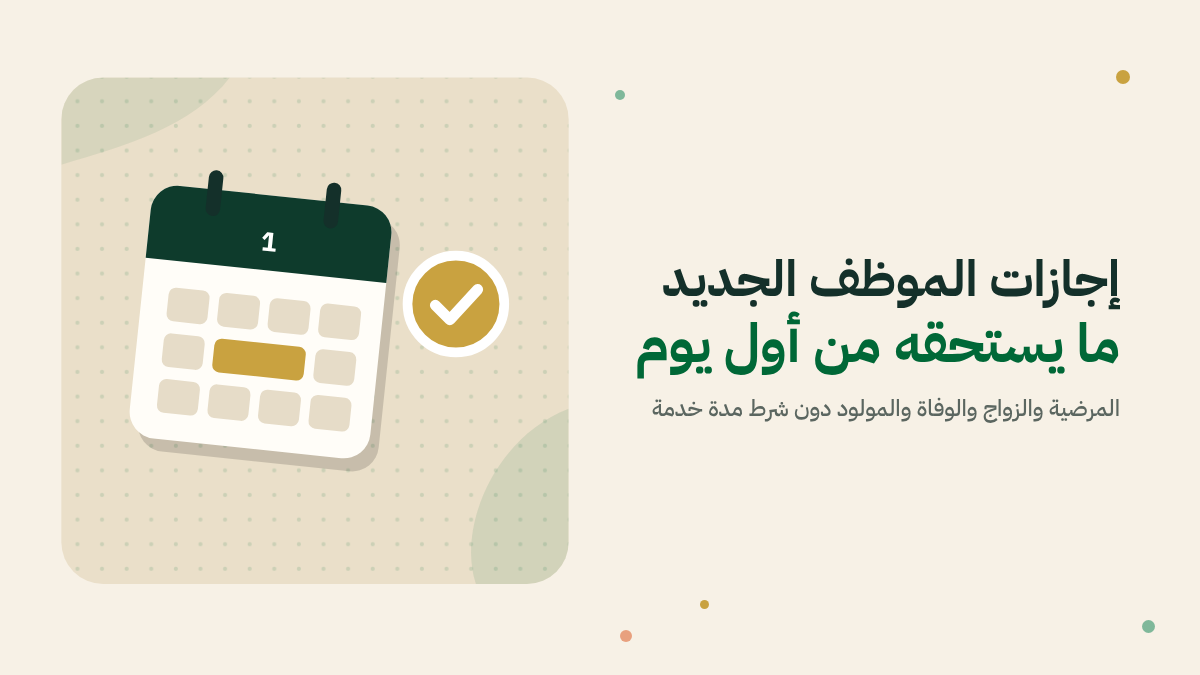 إجازات الموظف الجديد
ما يستحقه من أول يوم
المرضية والزواج والوفاة والمولود دون شرط مدة خدمة
1